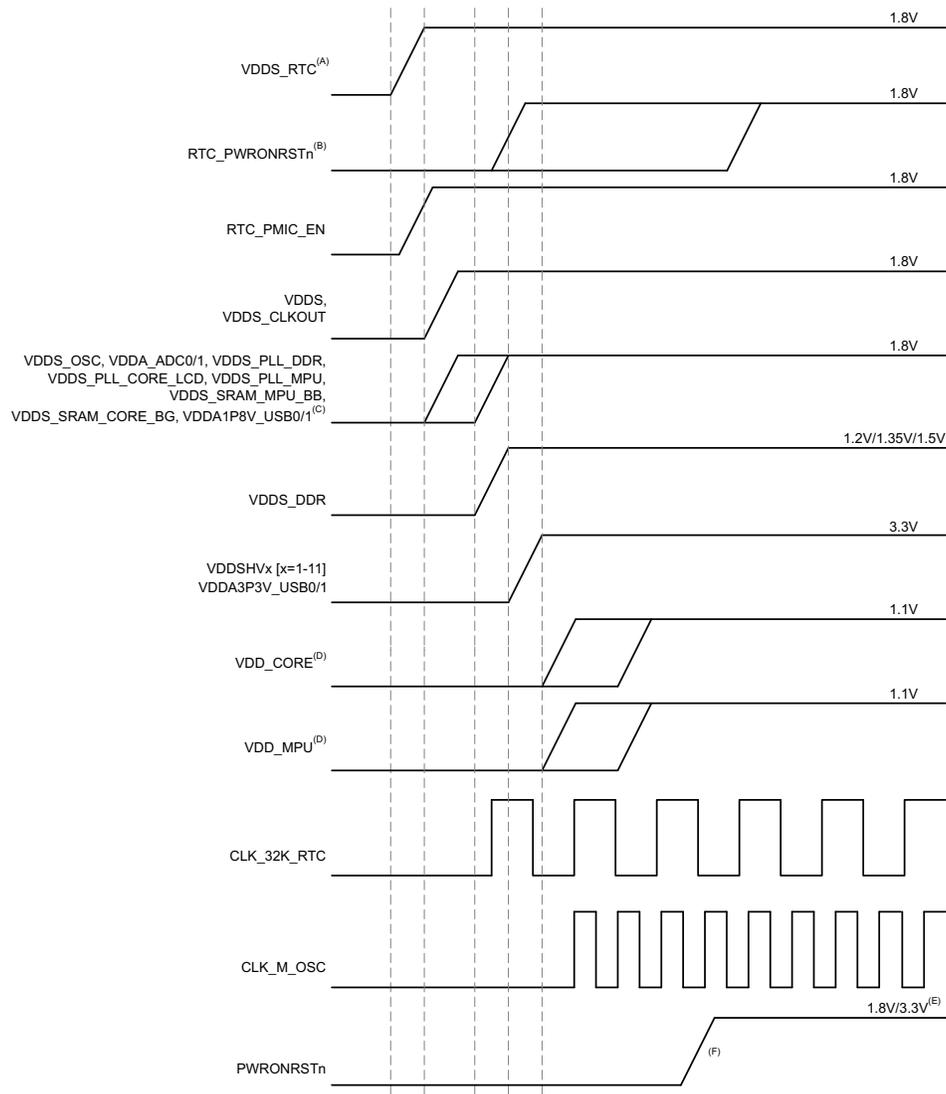 1.8V
VDDS_RTC(A)
1.8V
RTC_PWRONRSTn(B)
1.8V
RTC_PMIC_EN
1.8V
VDDS,
VDDS_CLKOUT
1.8V
VDDS_OSC, VDDA_ADC0/1, VDDS_PLL_DDR,
VDDS_PLL_CORE_LCD, VDDS_PLL_MPU,
VDDS_SRAM_MPU_BB,
VDDS_SRAM_CORE_BG, VDDA1P8V_USB0/1(C)
1.2V/1.35V/1.5V
VDDS_DDR
3.3V
VDDSHVx [x=1-11]
VDDA3P3V_USB0/1
1.1V
VDD_CORE(D)
1.1V
VDD_MPU(D)
CLK_32K_RTC
CLK_M_OSC
1.8V/3.3V(E)
(F)
PWRONRSTn